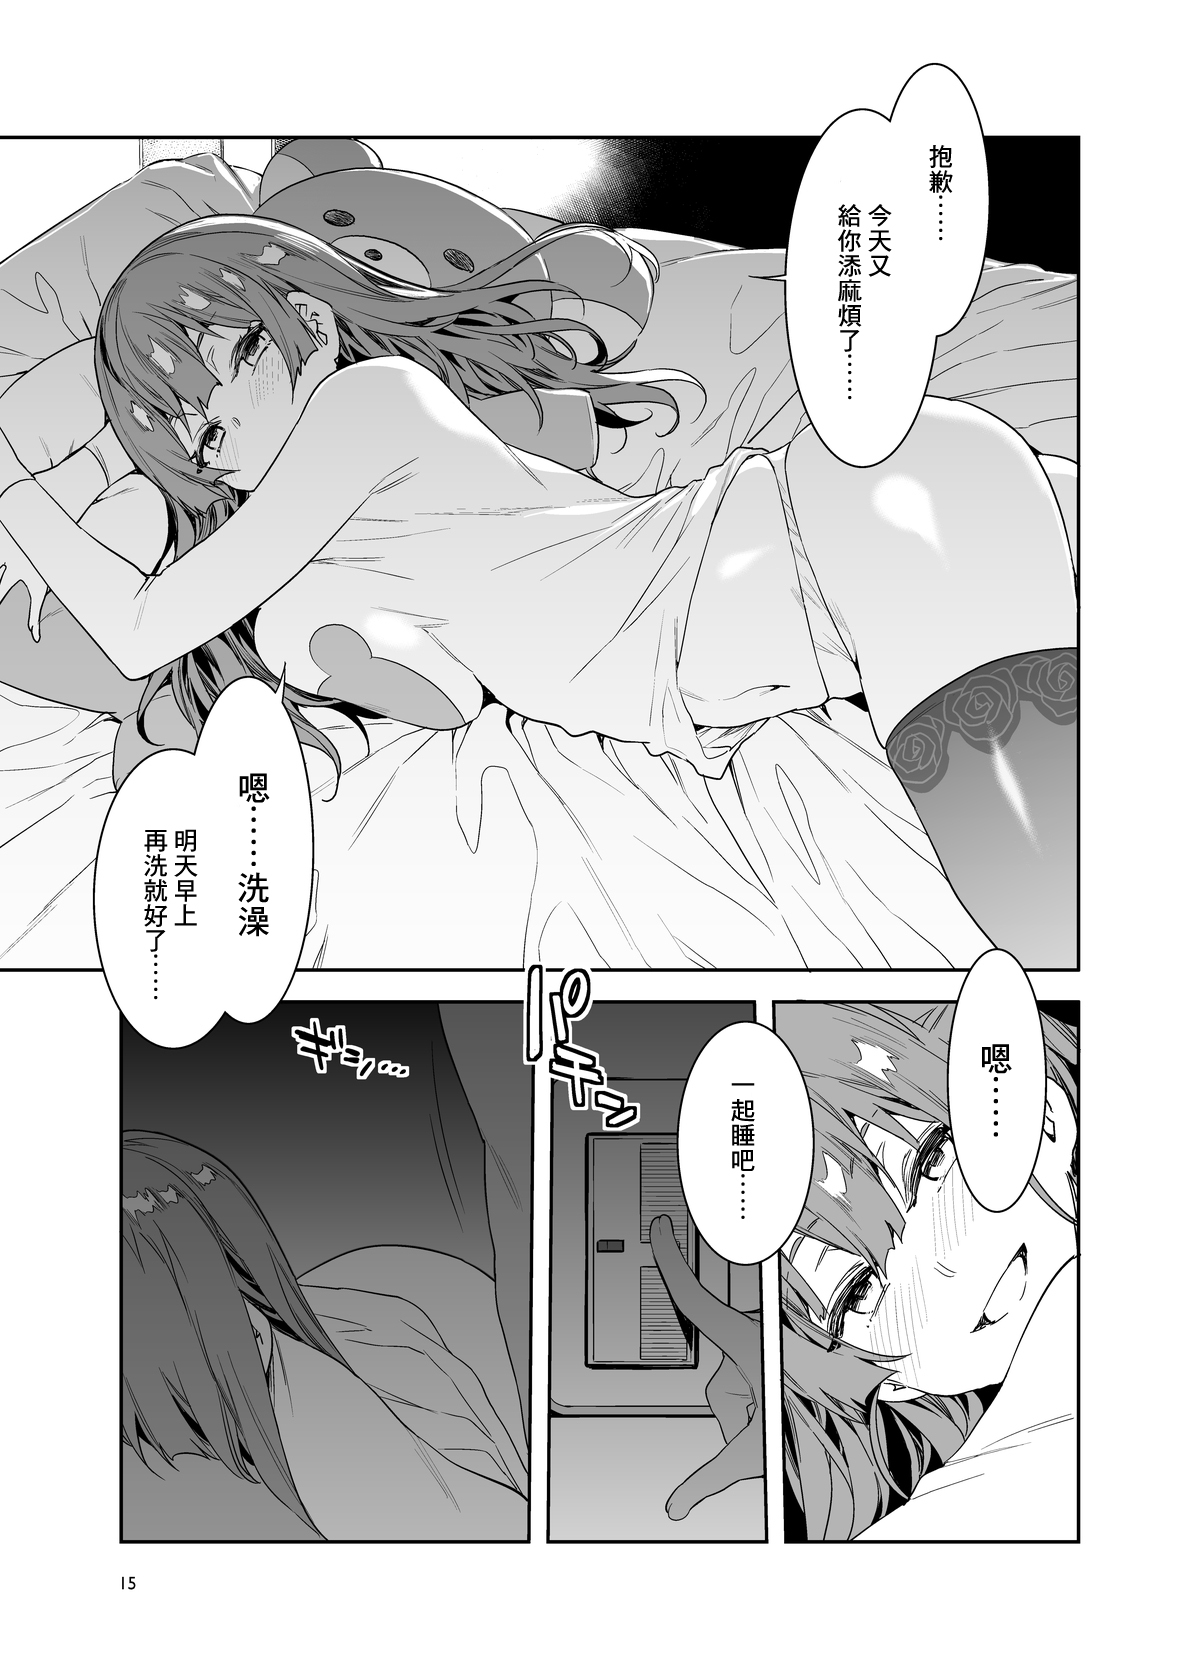 抱歉……
今天又
給你添麻煩了……
嗯……洗澡
明天早上
再洗就好了……
嗯……
一起睡吧……
パチン
ギッ…
15